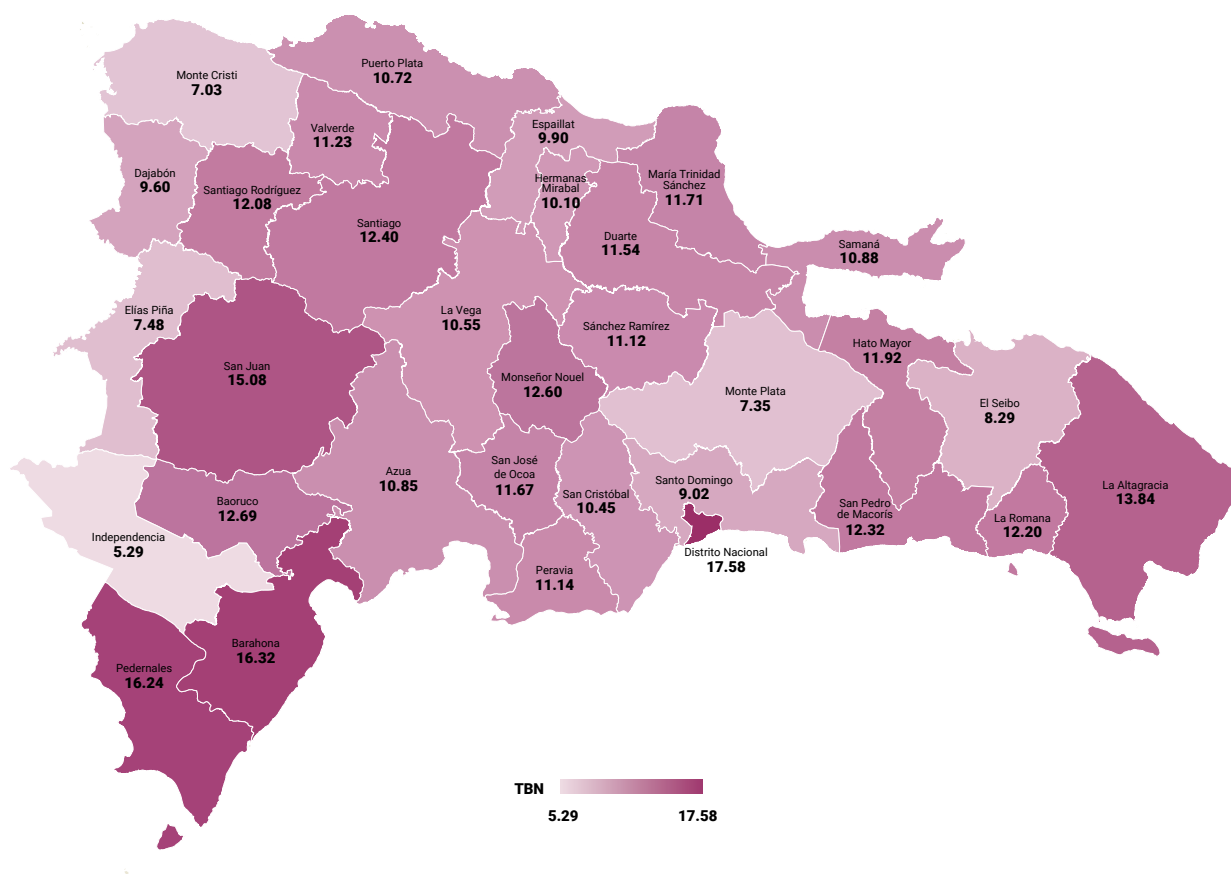 Monte Cristi
7.03
Puerto Plata
10.72
Valverde
11.23
Espaillat
9.90
Dajabón
9.60
Santiago Rodríguez
12.08
Hermanas
Mirabal
10.10
María Trinidad
Sánchez
11.71
Santiago
12.40
Duarte
11.54
Samaná
10.88
Elías Piña
7.48
La Vega
10.55
Sánchez Ramírez
11.12
Hato Mayor
11.92
San Juan
15.08
Monseñor Nouel
12.60
Monte Plata
7.35
El Seibo
8.29
Azua
10.85
San José
de Ocoa
11.67
San Cristóbal
10.45
Santo Domingo
9.02
La Altagracia
13.84
Baoruco
12.69
San Pedro
de Macorís
12.32
La Romana
12.20
Independencia
5.29
Distrito Nacional
17.58
Peravia
11.14
Barahona
16.32
Pedernales
16.24
TBN
5.29
17.58